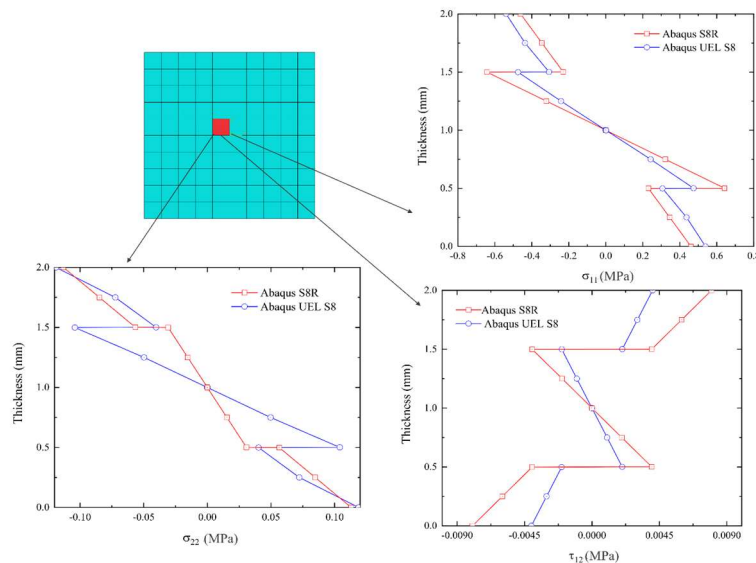 2.0
1.5
1.0
0.5
0.0
Thickness (mm)
Abaqus S8R
Abaqus UEL S8
-0.8 -0.6 -0.4 -0.2 0.0 0.2 0.4 0.6 0.8
σ11 (MPa)
2.0
1.5
1.0
0.5
0.0
Thickness (mm)
Abaqus S8R
Abaqus UEL S8
-0.10 -0.05 0.00 0.05 0.10
σ22 (MPa)
2.0
1.5
1.0
0.5
0.0
Thickness (mm)
Abaqus S8R
Abaqus UEL S8
-0.0090 -0.0045 0.0000 0.0045 0.0090
τ12 (MPa)